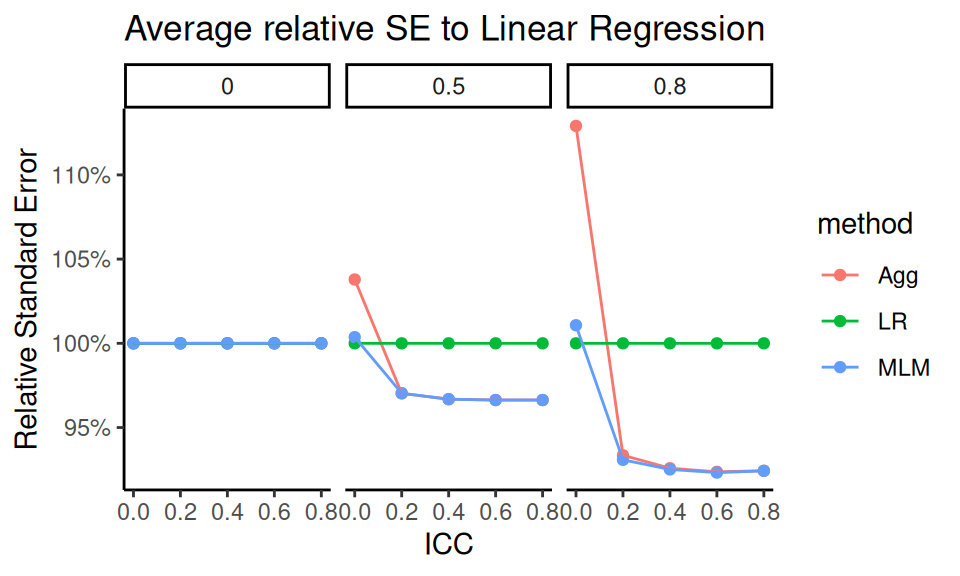 Average relative SE to Linear Regression
0 0.5 0.8
Relative Standard Error
110%
105%
100%
95%
0.0 0.2 0.4 0.6 0.8 0.0 0.2 0.4 0.6 0.8 0.0 0.2 0.4 0.6 0.8
ICC
method
Agg
LR
MLM